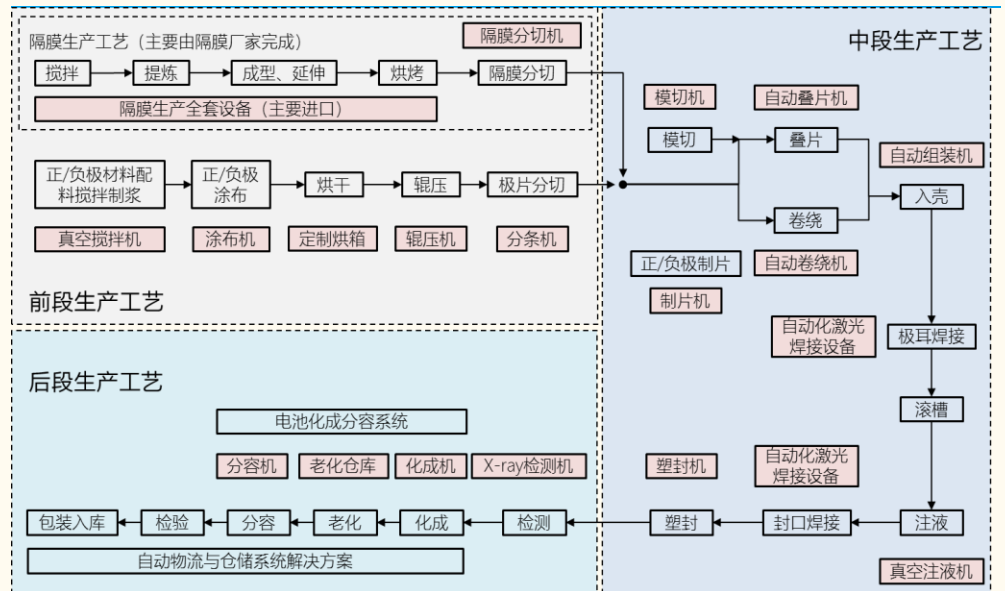 隔膜生产工艺（主要由隔膜厂家完成）
隔膜分切机
搅拌
提炼
成型、延伸
烘烤
隔膜分切
隔膜生产全套设备（主要进口）
正/负极材料配
料搅拌制浆
正/负极
涂布
烘干
辊压
极片分切
真空搅拌机
涂布机
定制烘箱
辊压机
分条机
前段生产工艺
中段生产工艺
模切机
自动叠片机
模切
叠片
自动组装机
入壳
卷绕
正/负极制片
自动卷绕机
制片机
自动化激光
焊接设备
极耳焊接
滚槽
塑封机
自动化激光
焊接设备
塑封
封口焊接
注液
真空注液机
后段生产工艺
电池化成分容系统
分容机
老化仓库
化成机
X-ray检测机
包装入库
检验
分容
老化
化成
检测
自动物流与仓储系统解决方案